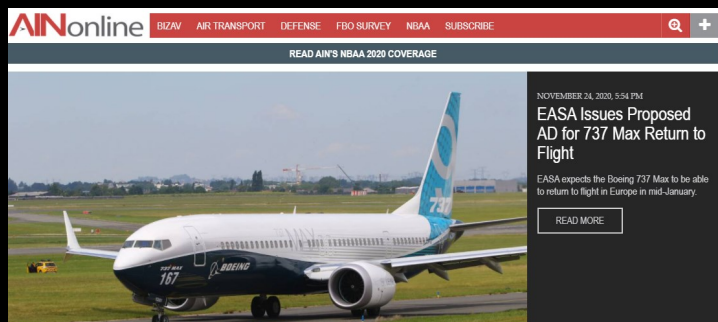 AINonline
BIZAV AIR TRANSPORT DEFENSE FBO SURVEY NBAA SUBSCRIBE
READ AIN'S NBAA 2020 COVERAGE
NOVEMBER 24, 2020, 5:54 PM
EASA Issues Proposed
AD for 737 Max Return to
Flight
EASA expects the Boeing 737 Max to be able
to return to flight in Europe in mid-January.
READ MORE
737
MAX
737 MAX
167
BOEING